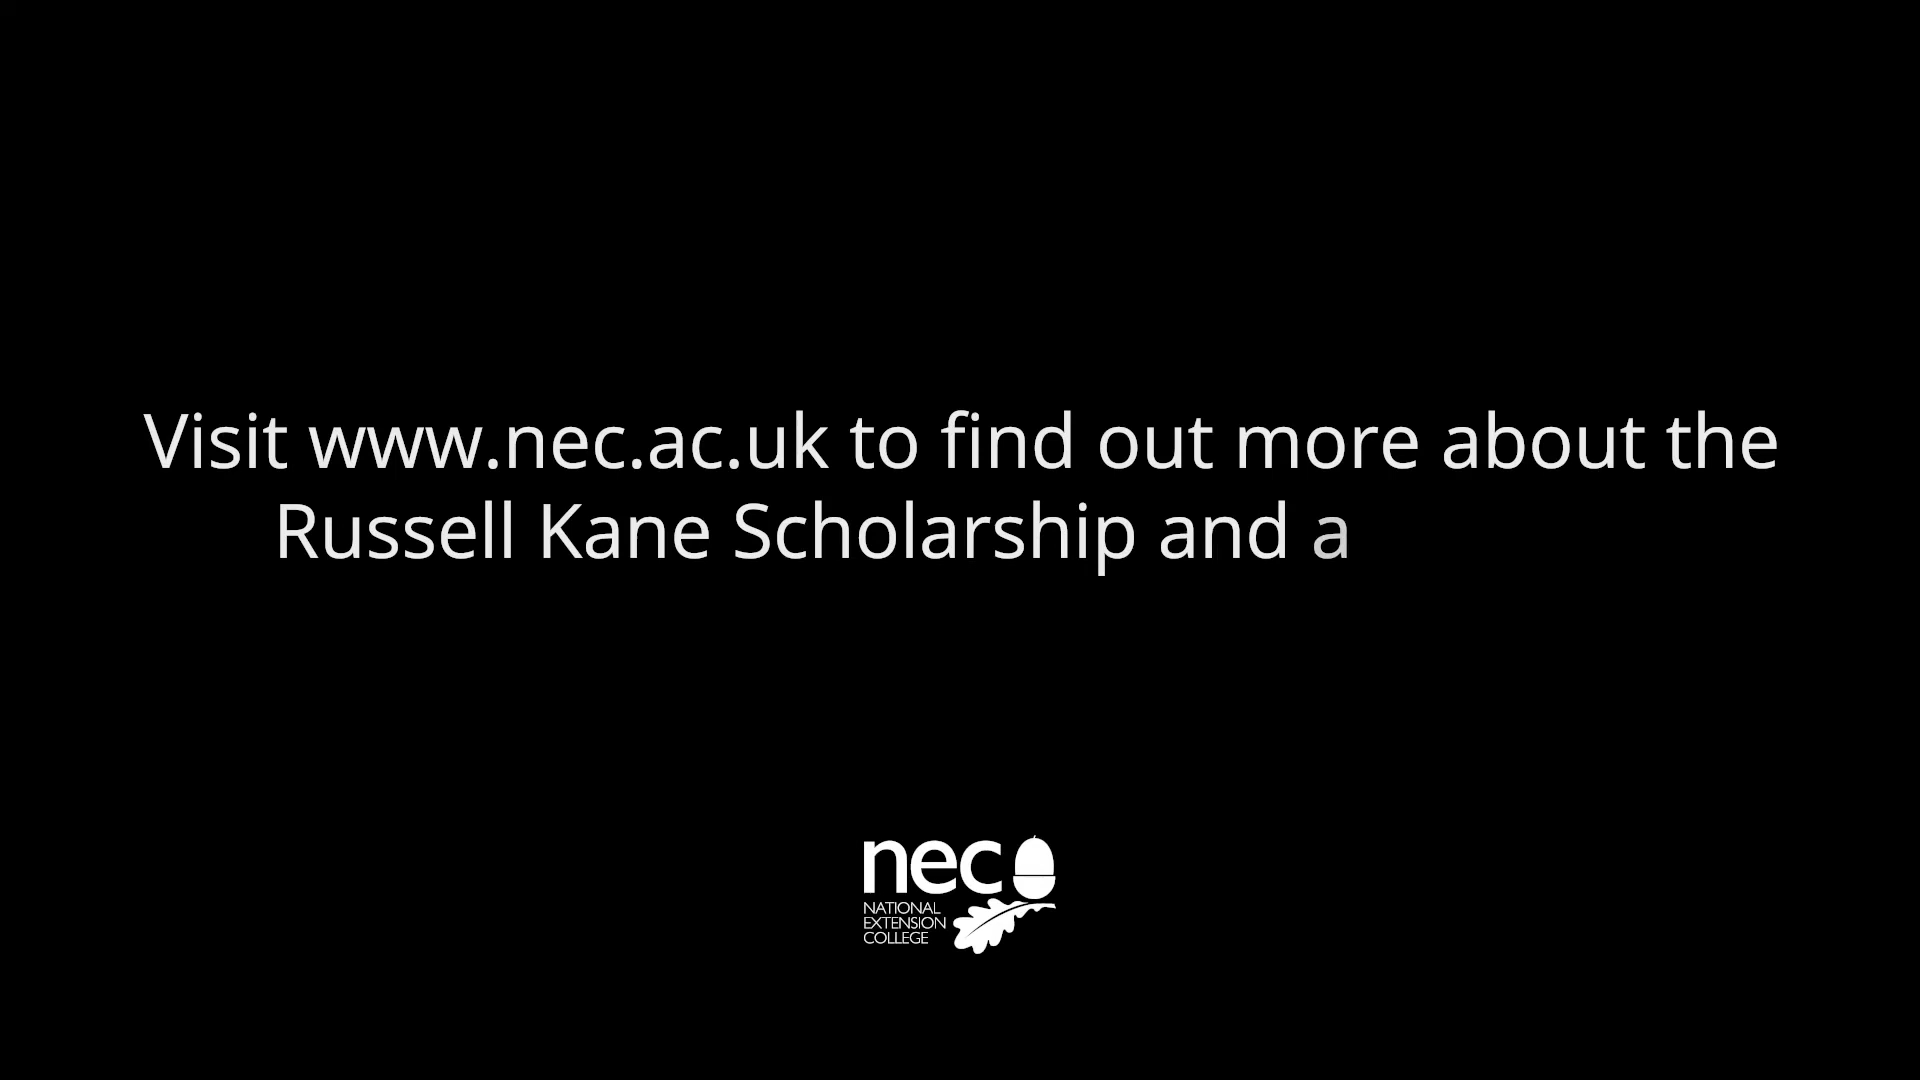 Visit www.nec.ac.uk to find out more about the
Russell Kane Scholarship and a
nec
NATIONAL
EXTENSION
COLLEGE